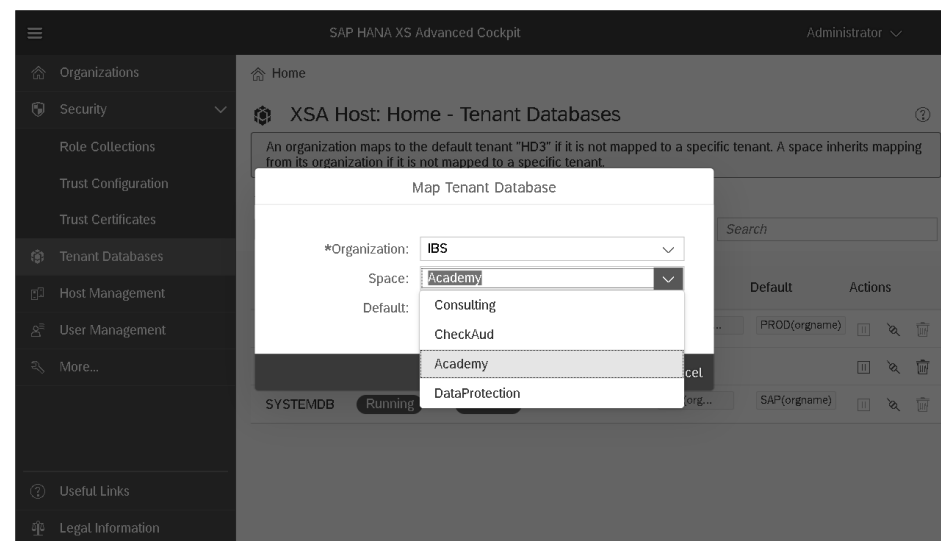 SAP HANA XS Advanced Cockpit
Administrator
Organizations
Home
Security
XSA Host: Home - Tenant Databases
Role Collections
An organization maps to the default tenant "HD3" if it is not mapped to a specific tenant. A space inherits mapping
from its organization if it is not mapped to a specific tenant.
Trust Configuration
Map Tenant Database
Trust Certificates
Search
*Organization: IBS
Tenant Databases
Space: Academy
Host Management
Default Actions
Default:
Consulting
User Management
... PROD(orgname)
CheckAud
More...
Academy
cel
DataProtection
SYSTEMDB Running
org... SAP(orgname)
Useful Links
Legal Information